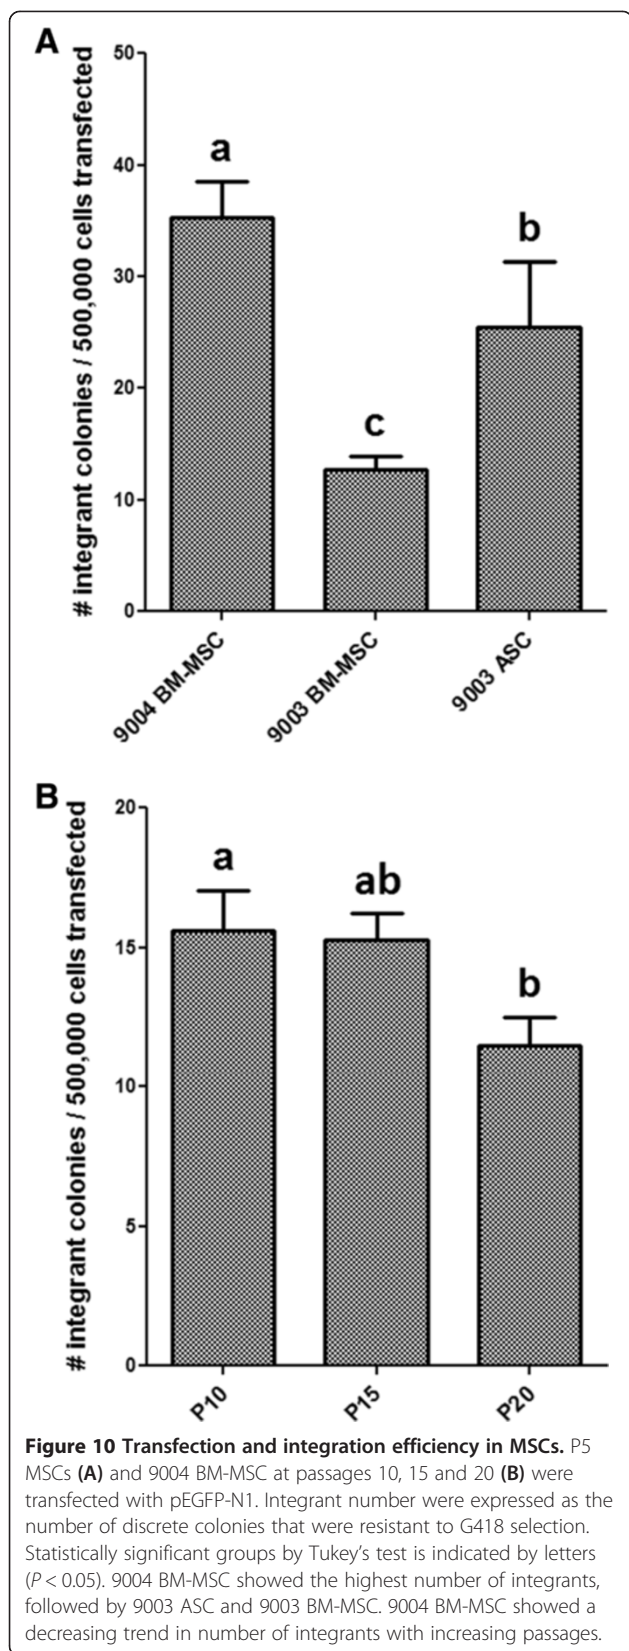 A
# integrant colonies / 500,000 cells transfected
50
40
30
20
10
0
a
c
b
9004 BM-MSC
9003 BM-MSC
9003 ASC
B
# integrant colonies / 500,000 cells transfected
20
15
10
5
0
a
ab
b
P10
P15
P20
Figure 10 Transfection and integration efficiency in MSCs. P5
MSCs (A) and 9004 BM-MSC at passages 10, 15 and 20 (B) were
transfected with pEGFP-N1. Integrant number were expressed as the
number of discrete colonies that were resistant to G418 selection.
Statistically significant groups by Tukey's test is indicated by letters
(P < 0.05). 9004 BM-MSC showed the highest number of integrants,
followed by 9003 ASC and 9003 BM-MSC. 9004 BM-MSC showed a
decreasing trend in number of integrants with increasing passages.